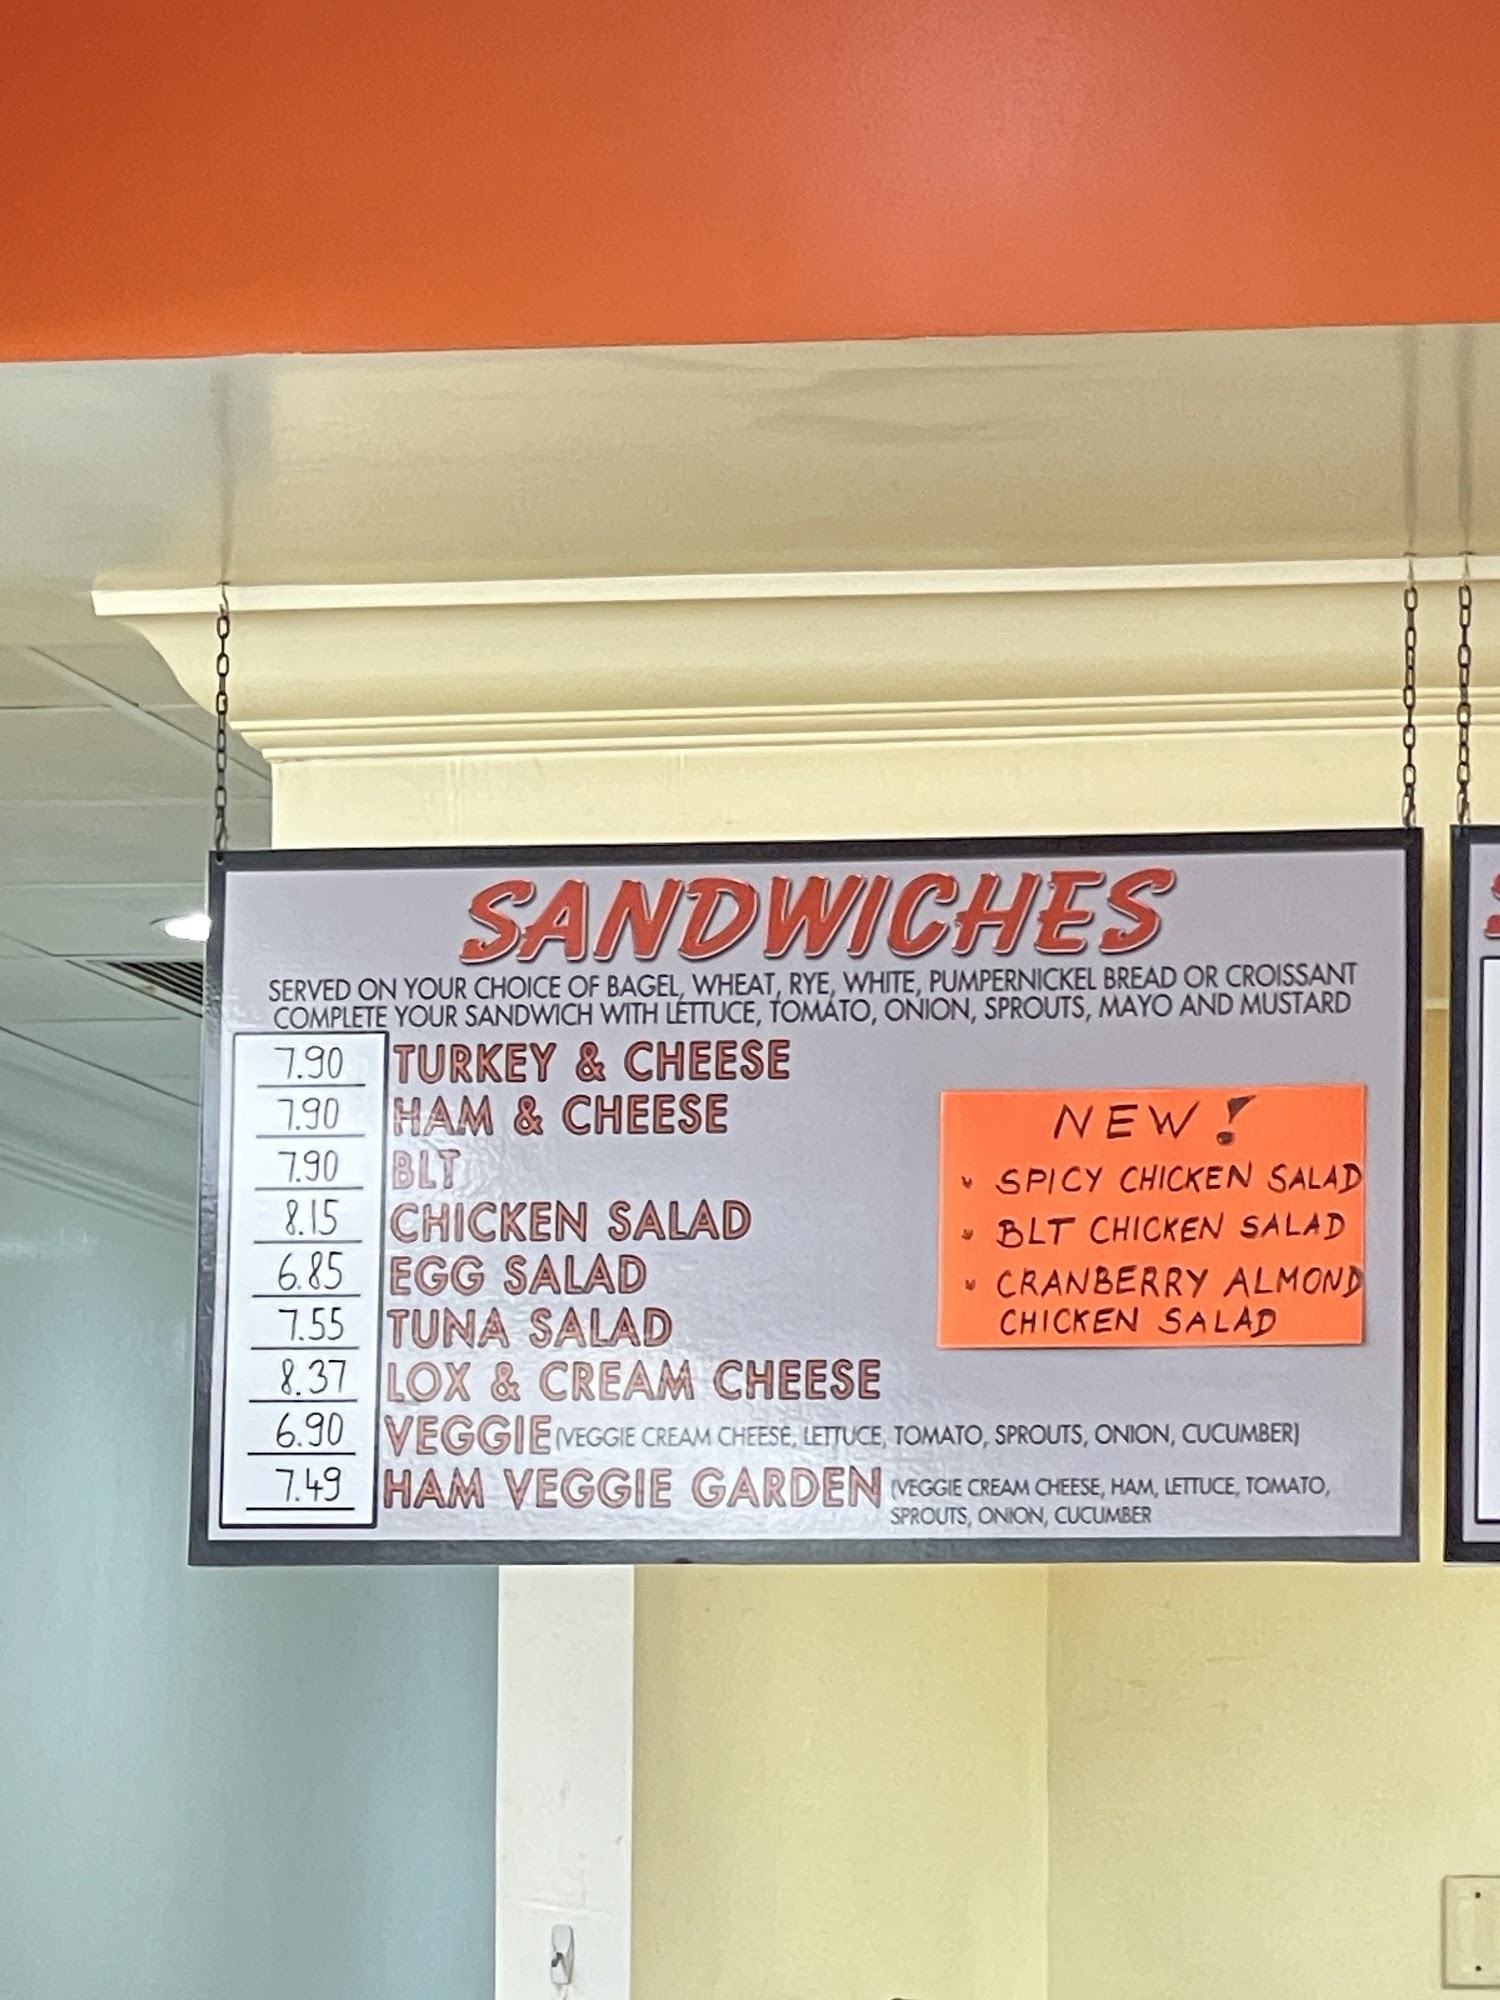 SANDWICHES
SERVED ON YOUR CHOICE OF BAGEL, WHEAT, RYE, WHITE, PUMPERNICKEL BREAD OR CROISSANT
COMPLETE YOUR SANDWICH WITH LETTUCE, TOMATO, ONION, SPROUTS, MAYO AND MUSTARD
7.90 TURKEY & CHEESE
7.90 HAM & CHEESE
7.90 BLT
8.15 CHICKEN SALAD
6.85 EGG SALAD
7.55 TUNA SALAD
8.37 LOX & CREAM CHEESE
6.90 VEGGIE (VEGGIE CREAM CHEESE, LETTUCE, TOMATO, SPROUTS, ONION, CUCUMBER)
7.49 HAM VEGGIE GARDEN (VEGGIE CREAM CHEESE, HAM, LETTUCE, TOMATO,
SPROUTS, ONION, CUCUMBER
NEW!
SPICY CHICKEN SALAD
BLT CHICKEN SALAD
CRANBERRY ALMOND
CHICKEN SALAD